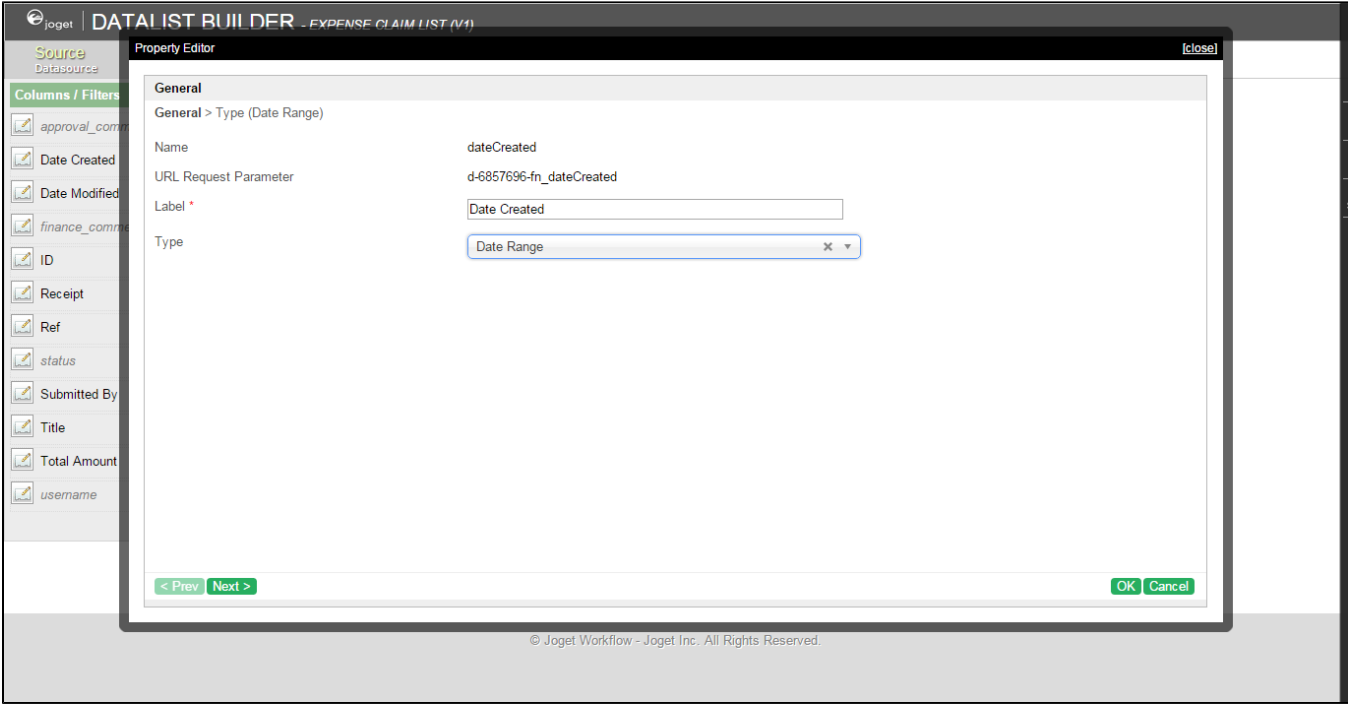 joget | DATALIST BUILDER - EXPENSE CLAIM LIST (V1)
Source
Datasource
Property Editor [close]
Columns / Filters
approval_comm
Date Created
Date Modified
finance_comme
ID
Receipt
Ref
status
Submitted By
Title
Total Amount
username
General
General > Type (Date Range)
Name dateCreated
URL Request Parameter d-6857696-fn_dateCreated
Label * Date Created
Type Date Range
< Prev Next > OK Cancel
© Joget Workflow - Joget Inc. All Rights Reserved.